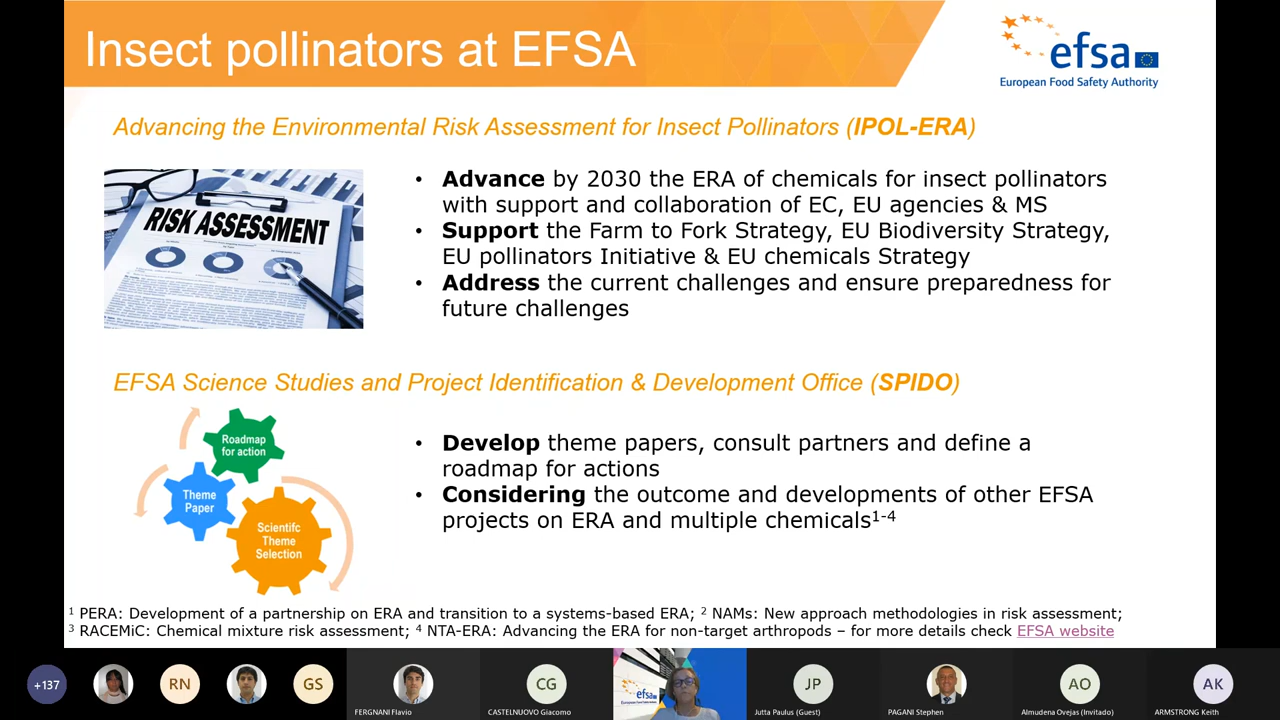 Insect pollinators at EFSA
efsa
European Food Safety Authority
Advancing the Environmental Risk Assessment for Insect Pollinators (IPOL-ERA)
RISK ASSESSMENT
• Advance by 2030 the ERA of chemicals for insect pollinators
with support and collaboration of EC, EU agencies & MS
• Support the Farm to Fork Strategy, EU Biodiversity Strategy,
EU pollinators Initiative & EU chemicals Strategy
• Address the current challenges and ensure preparedness for
future challenges
EFSA Science Studies and Project Identification & Development Office (SPIDO)
Roadmap
for action
Theme
Paper
Scientifc
Theme
Selection
• Develop theme papers, consult partners and define a
roadmap for actions
• Considering the outcome and developments of other EFSA
projects on ERA and multiple chemicals¹⁻⁴
¹ PERA: Development of a partnership on ERA and transition to a systems-based ERA; ² NAMs: New approach methodologies in risk assessment;
³ RACEMiC: Chemical mixture risk assessment; ⁴ NTA-ERA: Advancing the ERA for non-target arthropods – for more details check EFSA website
+137
RN
GS
FERGNANI Flavio
CG
CASTELNUOVO Giacomo
efsa
JP
Jutta Paulus (Guest)
PAGANI Stephen
AO
Almudena Ovejas (Invitado)
AK
ARMSTRONG Keith